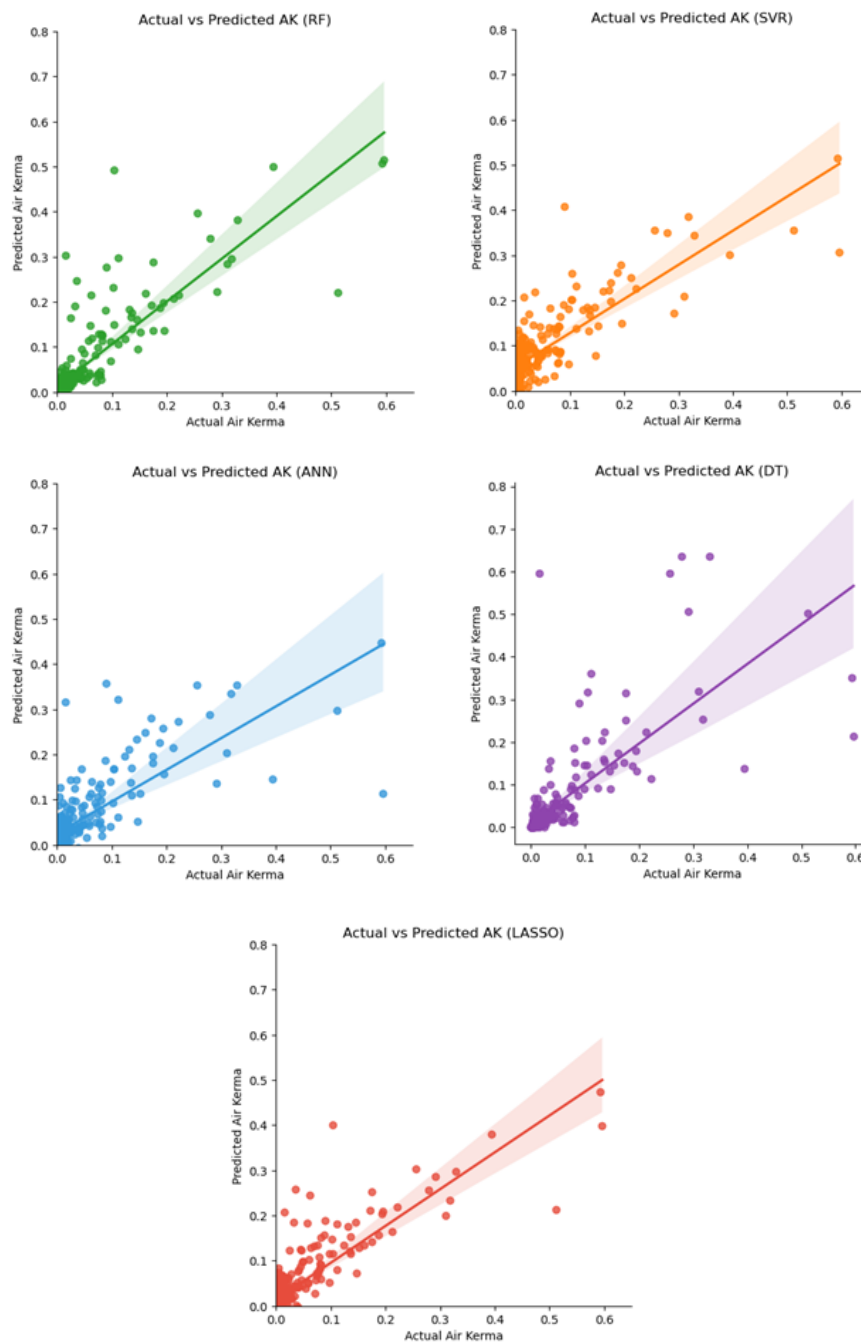 Actual vs Predicted AK (RF)
0.8
0.7
0.6
0.5
0.4
0.3
0.2
0.1
0.0
Predicted Air Kerma
0.0 0.1 0.2 0.3 0.4 0.5 0.6
Actual Air Kerma
Actual vs Predicted AK (SVR)
0.8
0.7
0.6
0.5
0.4
0.3
0.2
0.1
0.0
Predicted Air Kerma
0.0 0.1 0.2 0.3 0.4 0.5 0.6
Actual Air Kerma
Actual vs Predicted AK (ANN)
0.8
0.7
0.6
0.5
0.4
0.3
0.2
0.1
0.0
Predicted Air Kerma
0.0 0.1 0.2 0.3 0.4 0.5 0.6
Actual Air Kerma
Actual vs Predicted AK (DT)
0.8
0.7
0.6
0.5
0.4
0.3
0.2
0.1
0.0
Predicted Air Kerma
0.0 0.1 0.2 0.3 0.4 0.5 0.6
Actual Air Kerma
Actual vs Predicted AK (LASSO)
0.8
0.7
0.6
0.5
0.4
0.3
0.2
0.1
0.0
Predicted Air Kerma
0.0 0.1 0.2 0.3 0.4 0.5 0.6
Actual Air Kerma